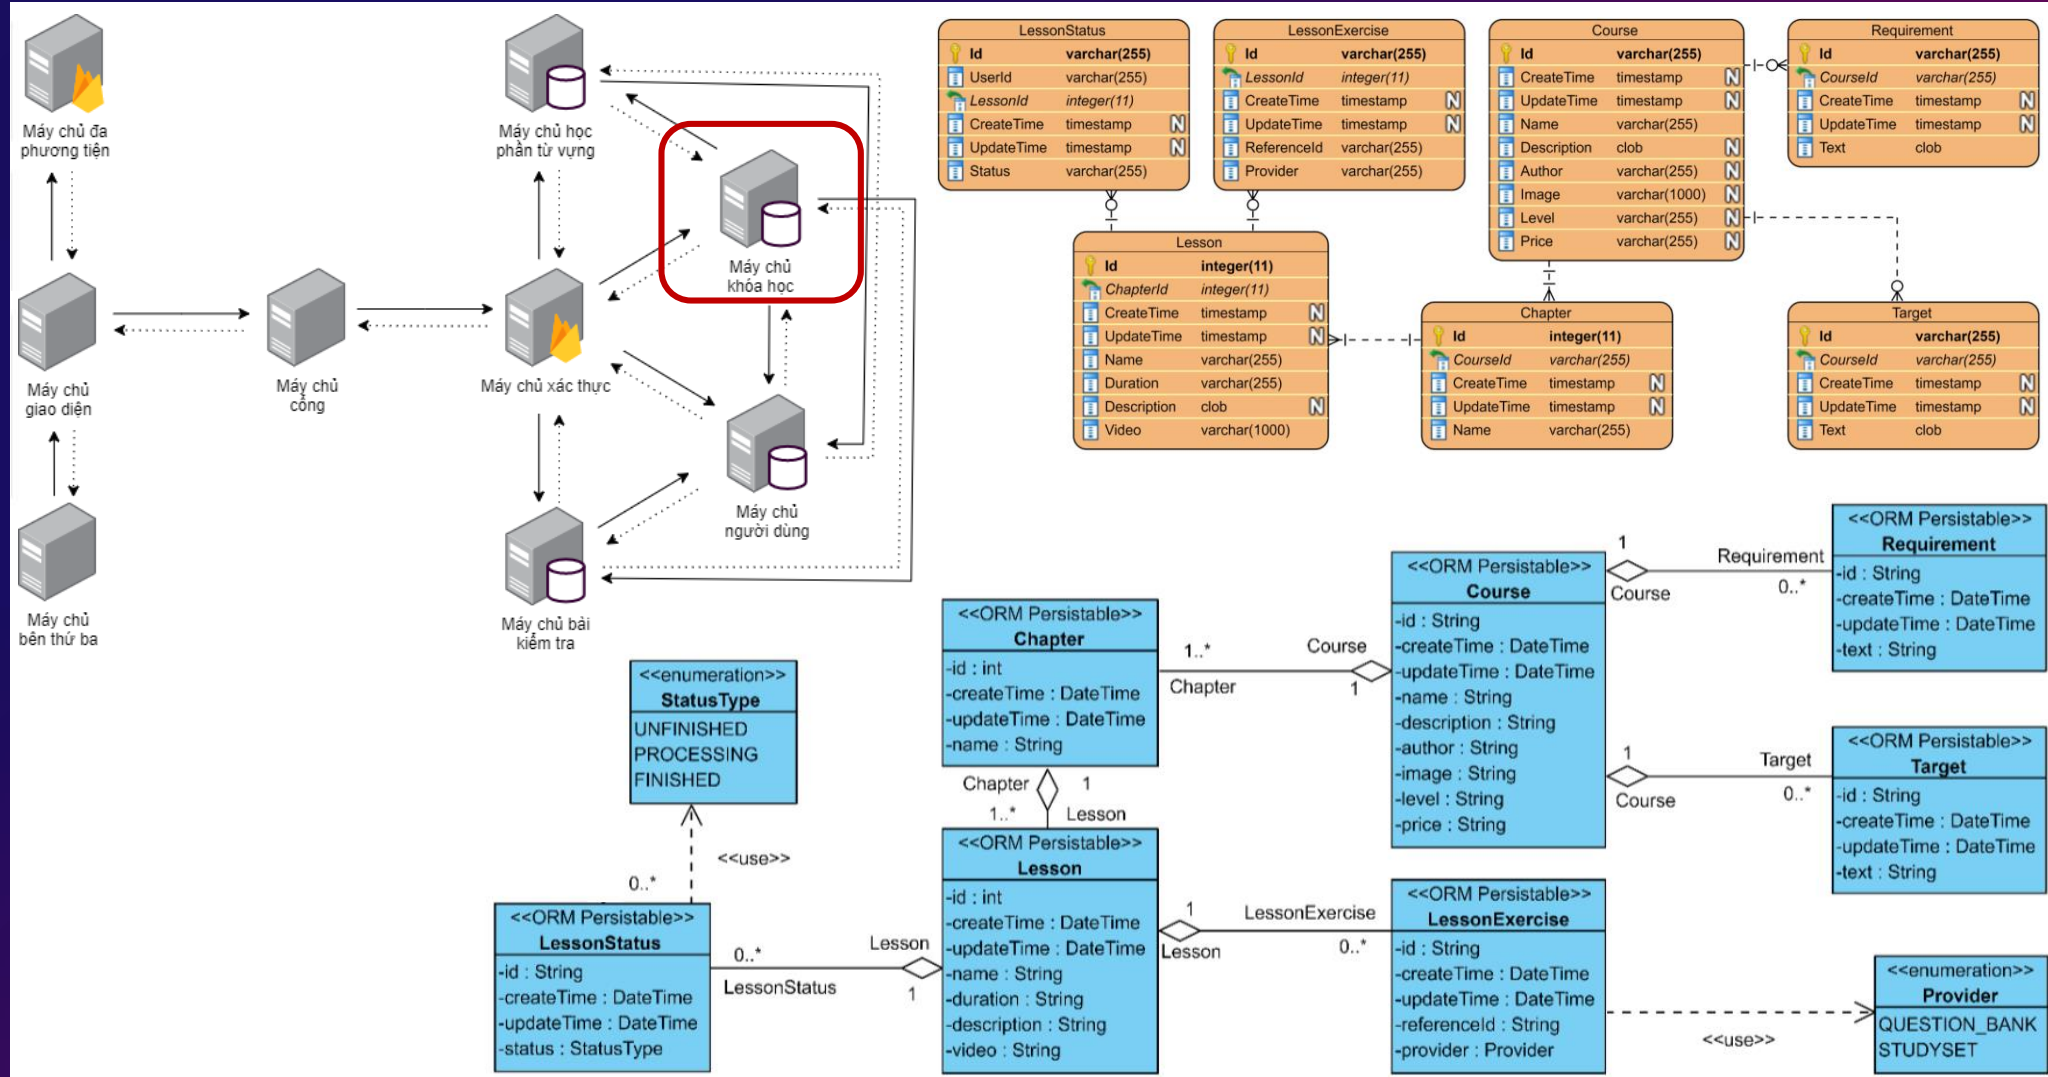 Máy chủ đa
phương tiện
Máy chủ học
phần từ vựng
Máy chủ
khóa học
Máy chủ
giao diện
Máy chủ
cổng
Máy chủ xác thực
Máy chủ
người dùng
Máy chủ
bên thứ ba
Máy chủ bài
kiểm tra
LessonStatus
Id varchar(255)
UserId varchar(255)
LessonId integer(11)
CreateTime timestamp N
UpdateTime timestamp N
Status varchar(255)
LessonExercise
Id varchar(255)
LessonId integer(11)
CreateTime timestamp N
UpdateTime timestamp N
ReferenceId varchar(255)
Provider varchar(255)
Course
Id varchar(255)
CreateTime timestamp N
UpdateTime timestamp N
Name varchar(255)
Description clob N
Author varchar(255) N
Image varchar(1000) N
Level varchar(255) N
Price varchar(255) N
Requirement
Id varchar(255)
CourseId varchar(255)
CreateTime timestamp N
UpdateTime timestamp N
Text clob
Lesson
Id integer(11)
ChapterId integer(11)
CreateTime timestamp N
UpdateTime timestamp N
Name varchar(255)
Duration varchar(255)
Description clob N
Video varchar(1000)
Chapter
Id integer(11)
CourseId varchar(255)
CreateTime timestamp N
UpdateTime timestamp N
Name varchar(255)
Target
Id varchar(255)
CourseId varchar(255)
CreateTime timestamp N
UpdateTime timestamp N
Text clob
<<enumeration>>
StatusType
UNFINISHED
PROCESSING
FINISHED
<<use>>
0..*
<<ORM Persistable>>
LessonStatus
-id : String
-createTime : DateTime
-updateTime : DateTime
-status : StatusType
0..*
LessonStatus
Lesson
1
<<ORM Persistable>>
Chapter
-id : int
-createTime : DateTime
-updateTime : DateTime
-name : String
1..*
Chapter
Course
1
Chapter
1
1..*
Lesson
<<ORM Persistable>>
Lesson
-id : int
-createTime : DateTime
-updateTime : DateTime
-name : String
-duration : String
-description : String
-video : String
1
Lesson
LessonExercise
0..*
<<ORM Persistable>>
Course
-id : String
-createTime : DateTime
-updateTime : DateTime
-name : String
-description : String
-author : String
-image : String
-level : String
-price : String
1
Course
Requirement
0..*
<<ORM Persistable>>
Requirement
-id : String
-createTime : DateTime
-updateTime : DateTime
-text : String
1
Course
Target
0..*
<<ORM Persistable>>
Target
-id : String
-createTime : DateTime
-updateTime : DateTime
-text : String
<<ORM Persistable>>
LessonExercise
-id : String
-createTime : DateTime
-updateTime : DateTime
-referenceId : String
-provider : Provider
<<use>>
<<enumeration>>
Provider
QUESTION_BANK
STUDYSET